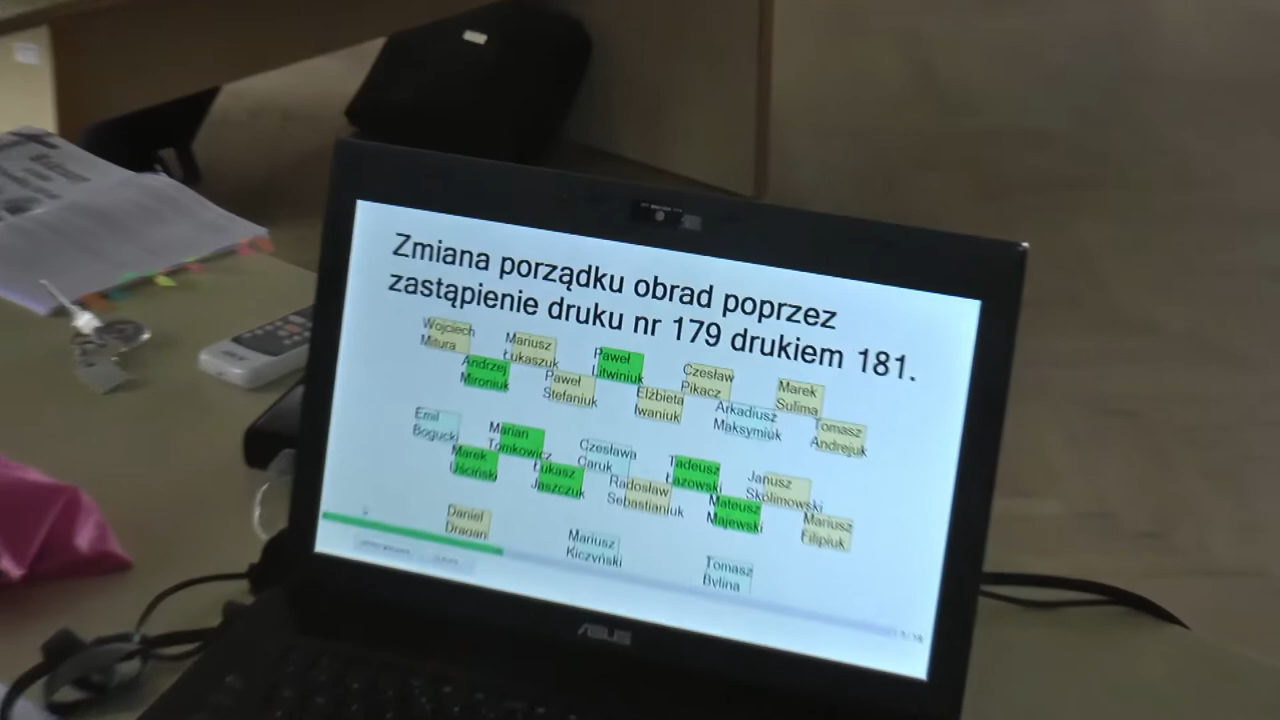 Zmiana porządku obrad poprzez
zastąpienie druku nr 179 drukiem 181.
Wojciech
Mitura
Mariusz
Łukaszuk
Paweł
Litwiniuk
Czesław
Pikacz
Marek
Sulima
Andrzej
Mironiuk
Paweł
Stefaniuk
Elżbieta
Iwaniuk
Arkadiusz
Maksymiuk
Tomasz
Andrejuk
Emil
Bogucki
Marian
Tomkowicz
Czesława
Caruk
Tadeusz
Łazowski
Janusz
Skólimowski
Marek
Uściński
Łukasz
Jaszczuk
Radosław
Sebastianiuk
Mateusz
Majewski
Mariusz
Filipiuk
Daniel
Dragan
Mariusz
Kiczyński
Tomasz
Bylina
ASUS